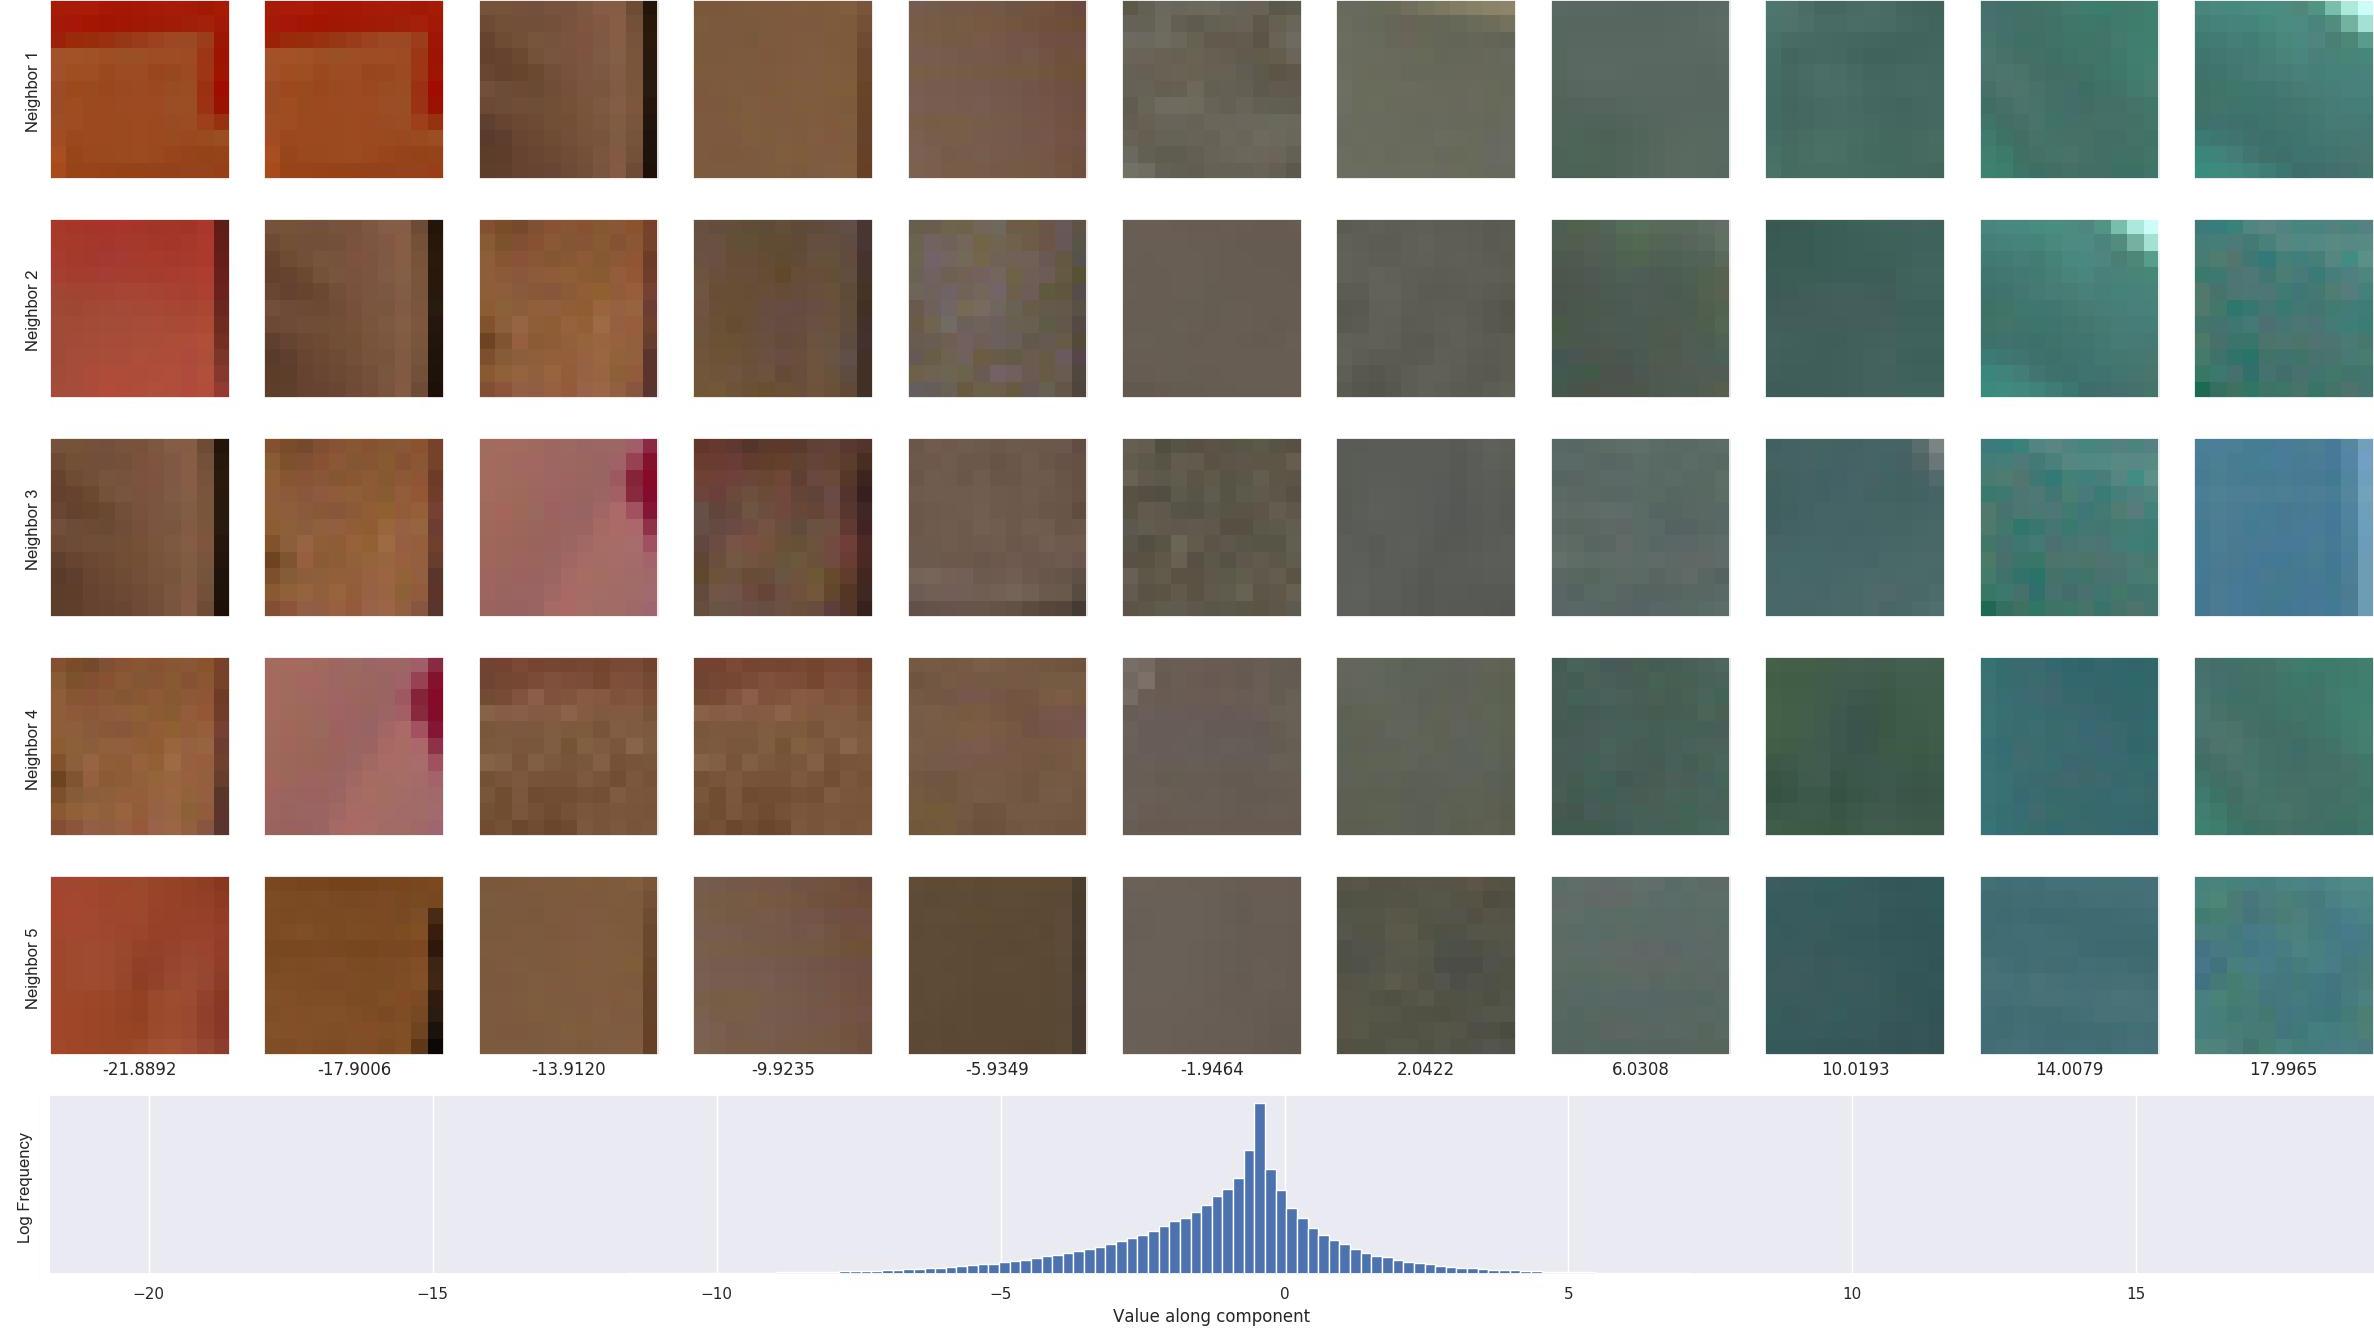 Neighbor 1
Neighbor 2
Neighbor 3
Neighbor 4
Neighbor 5
-21.8892 -17.9006 -13.9120 -9.9235 -5.9349 -1.9464 2.0422 6.0308 10.0193 14.0079 17.9965
Log Frequency
−20 −15 −10 −5 0 5 10 15
Value along component